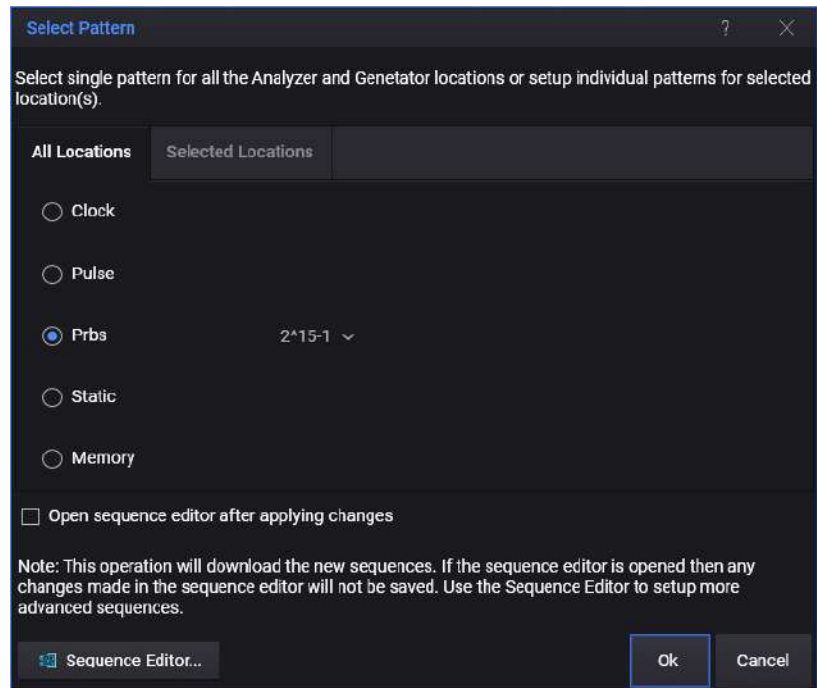 Select Pattern ?
Select single pattern for all the Analyzer and Genetator locations or setup individual patterns for selected
location(s).
All Locations Selected Locations
Clock
Pulse
Prbs 2^15-1
Static
Memory
Open sequence editor after applying changes
Note: This operation will download the new sequences. If the sequence editor is opened then any
changes made in the sequence editor will not be saved. Use the Sequence Editor to setup more
advanced sequences.
Sequence Editor... Ok Cancel